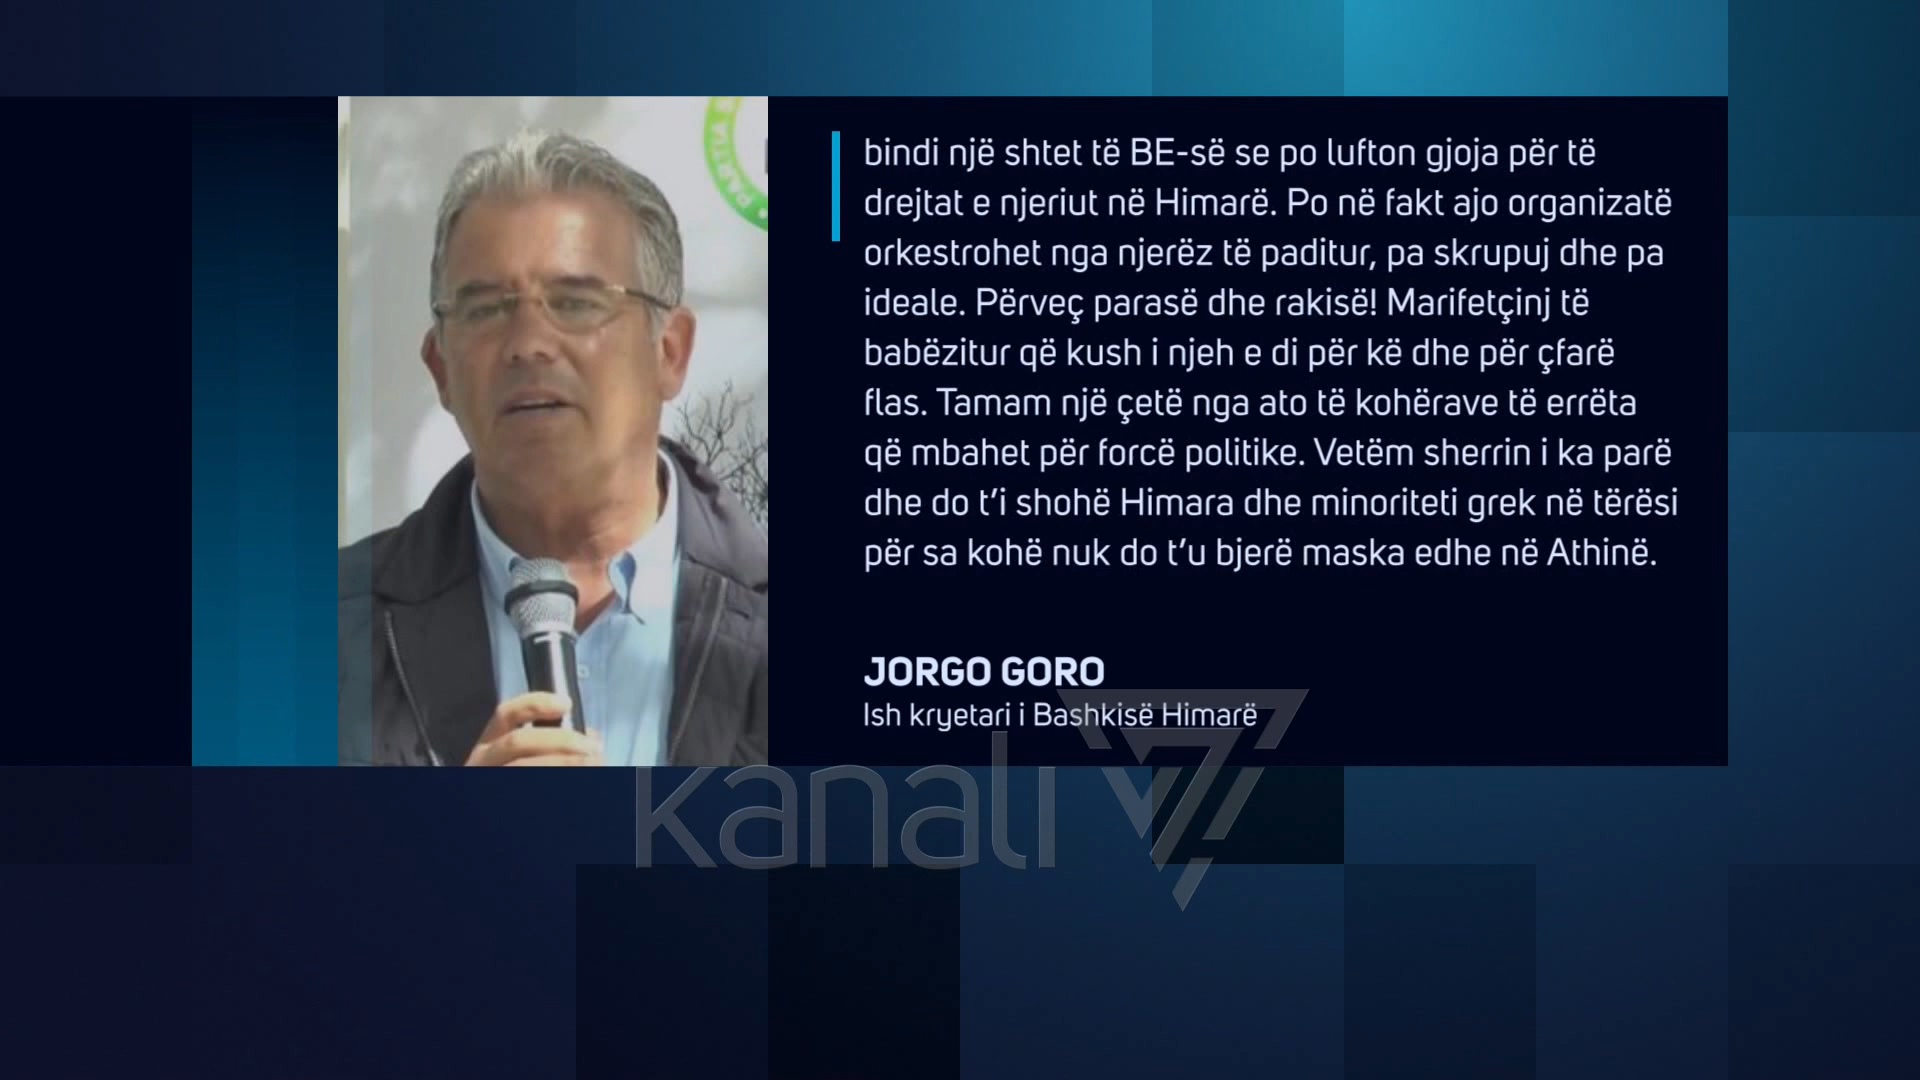 PARTIA
bindi një shtet të BE-së se po lufton gjoja për të
drejtat e njeriut në Himarë. Po në fakt ajo organizatë
orkestrohet nga njerëz të paditur, pa skrupuj dhe pa
ideale. Përveç parasë dhe rakisë! Marifetçinj të
babëzitur që kush i njeh e di për kë dhe për çfarë
flas. Tamam një çetë nga ato të kohërave të errëta
që mbahet për forcë politike. Vetëm sherrin i ka parë
dhe do t’i shohë Himara dhe minoriteti grek në tërësi
për sa kohë nuk do t’u bjerë maska edhe në Athinë.
JORGO GORO
Ish kryetari i Bashkisë Himarë
kanali 7